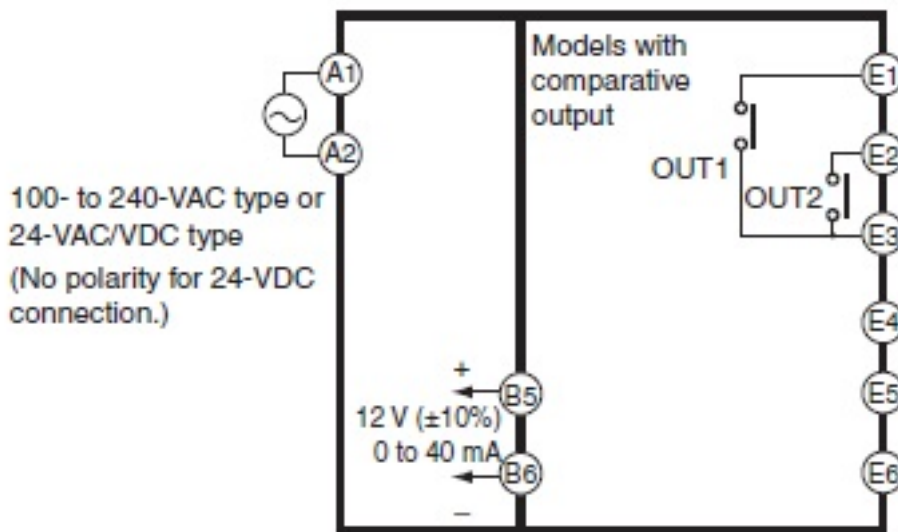 A1
A2
100- to 240-VAC type or
24-VAC/VDC type
(No polarity for 24-VDC
connection.)
Models with
comparative
output
OUT1
OUT2
E1
E2
E3
E4
E5
E6
+
B5
12 V (±10%)
0 to 40 mA
B6
–